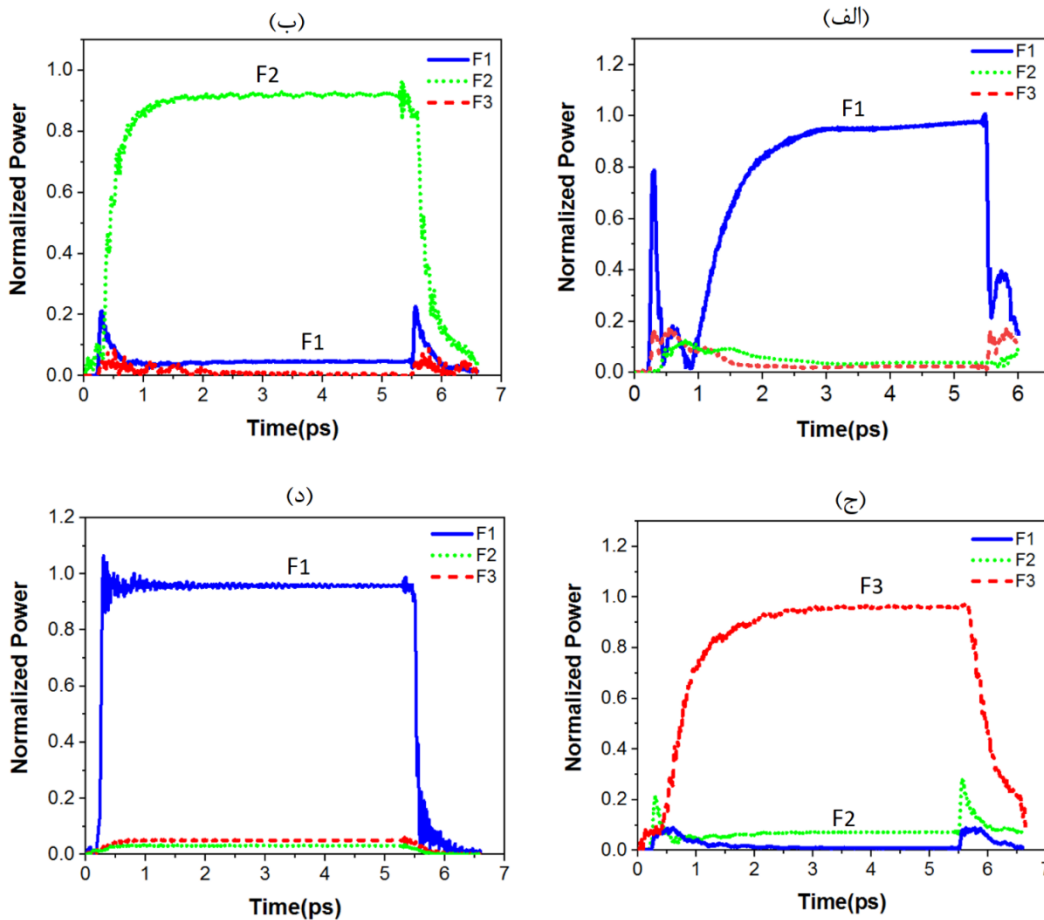 (ب)
F2
F1
F1
F2
F3
Normalized Power
1.0
0.8
0.6
0.4
0.2
0.0
0 1 2 3 4 5 6 7
Time(ps)
(الف)
F1
F1
F2
F3
Normalized Power
1.2
1.0
0.8
0.6
0.4
0.2
0.0
0 1 2 3 4 5 6
Time(ps)
(د)
F1
F1
F2
F3
Normalized Power
1.2
1.0
0.8
0.6
0.4
0.2
0.0
0 1 2 3 4 5 6 7
Time(ps)
(ج)
F3
F2
F1
F2
F3
Normalized Power
1.2
1.0
0.8
0.6
0.4
0.2
0.0
0 1 2 3 4 5 6 7
Time(ps)